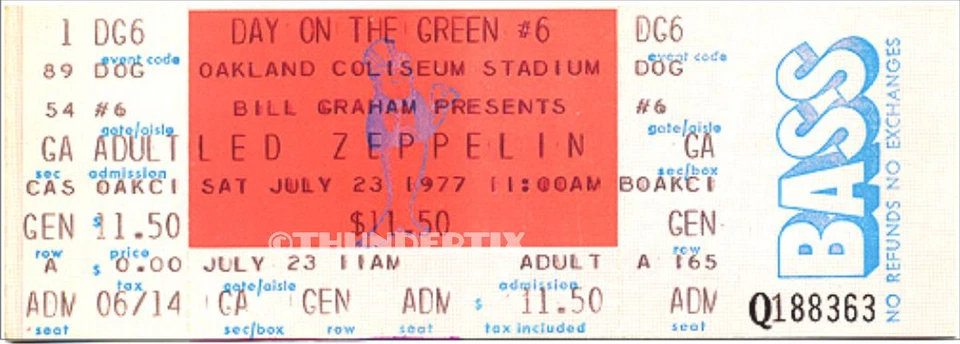 1 DG6 DAY ON THE GREEN #6 DG6
event code event code
89 DOG OAKLAND COLISEUM STADIUM DOG
54 #6 BILL GRAHAM PRESENTS #6
gate/aisle gate/aisle
GA ADULT LED ZEPPELIN GA
sec admission sec/box
CAS OAKCI SAT JULY 23 1977 11:00AM BOAKCI
GEN $11.50 $11.50 GEN
©THUNDERTIX
row price row
A $ 0.00 JULY 23 11AM ADULT A 165
tax gate/aisle admission
ADM 06/14 GA GEN ADM $ 11.50 ADM
seat sec/box row seat tax included seat
BASS
NO REFUNDS NO EXCHANGES
Q188363